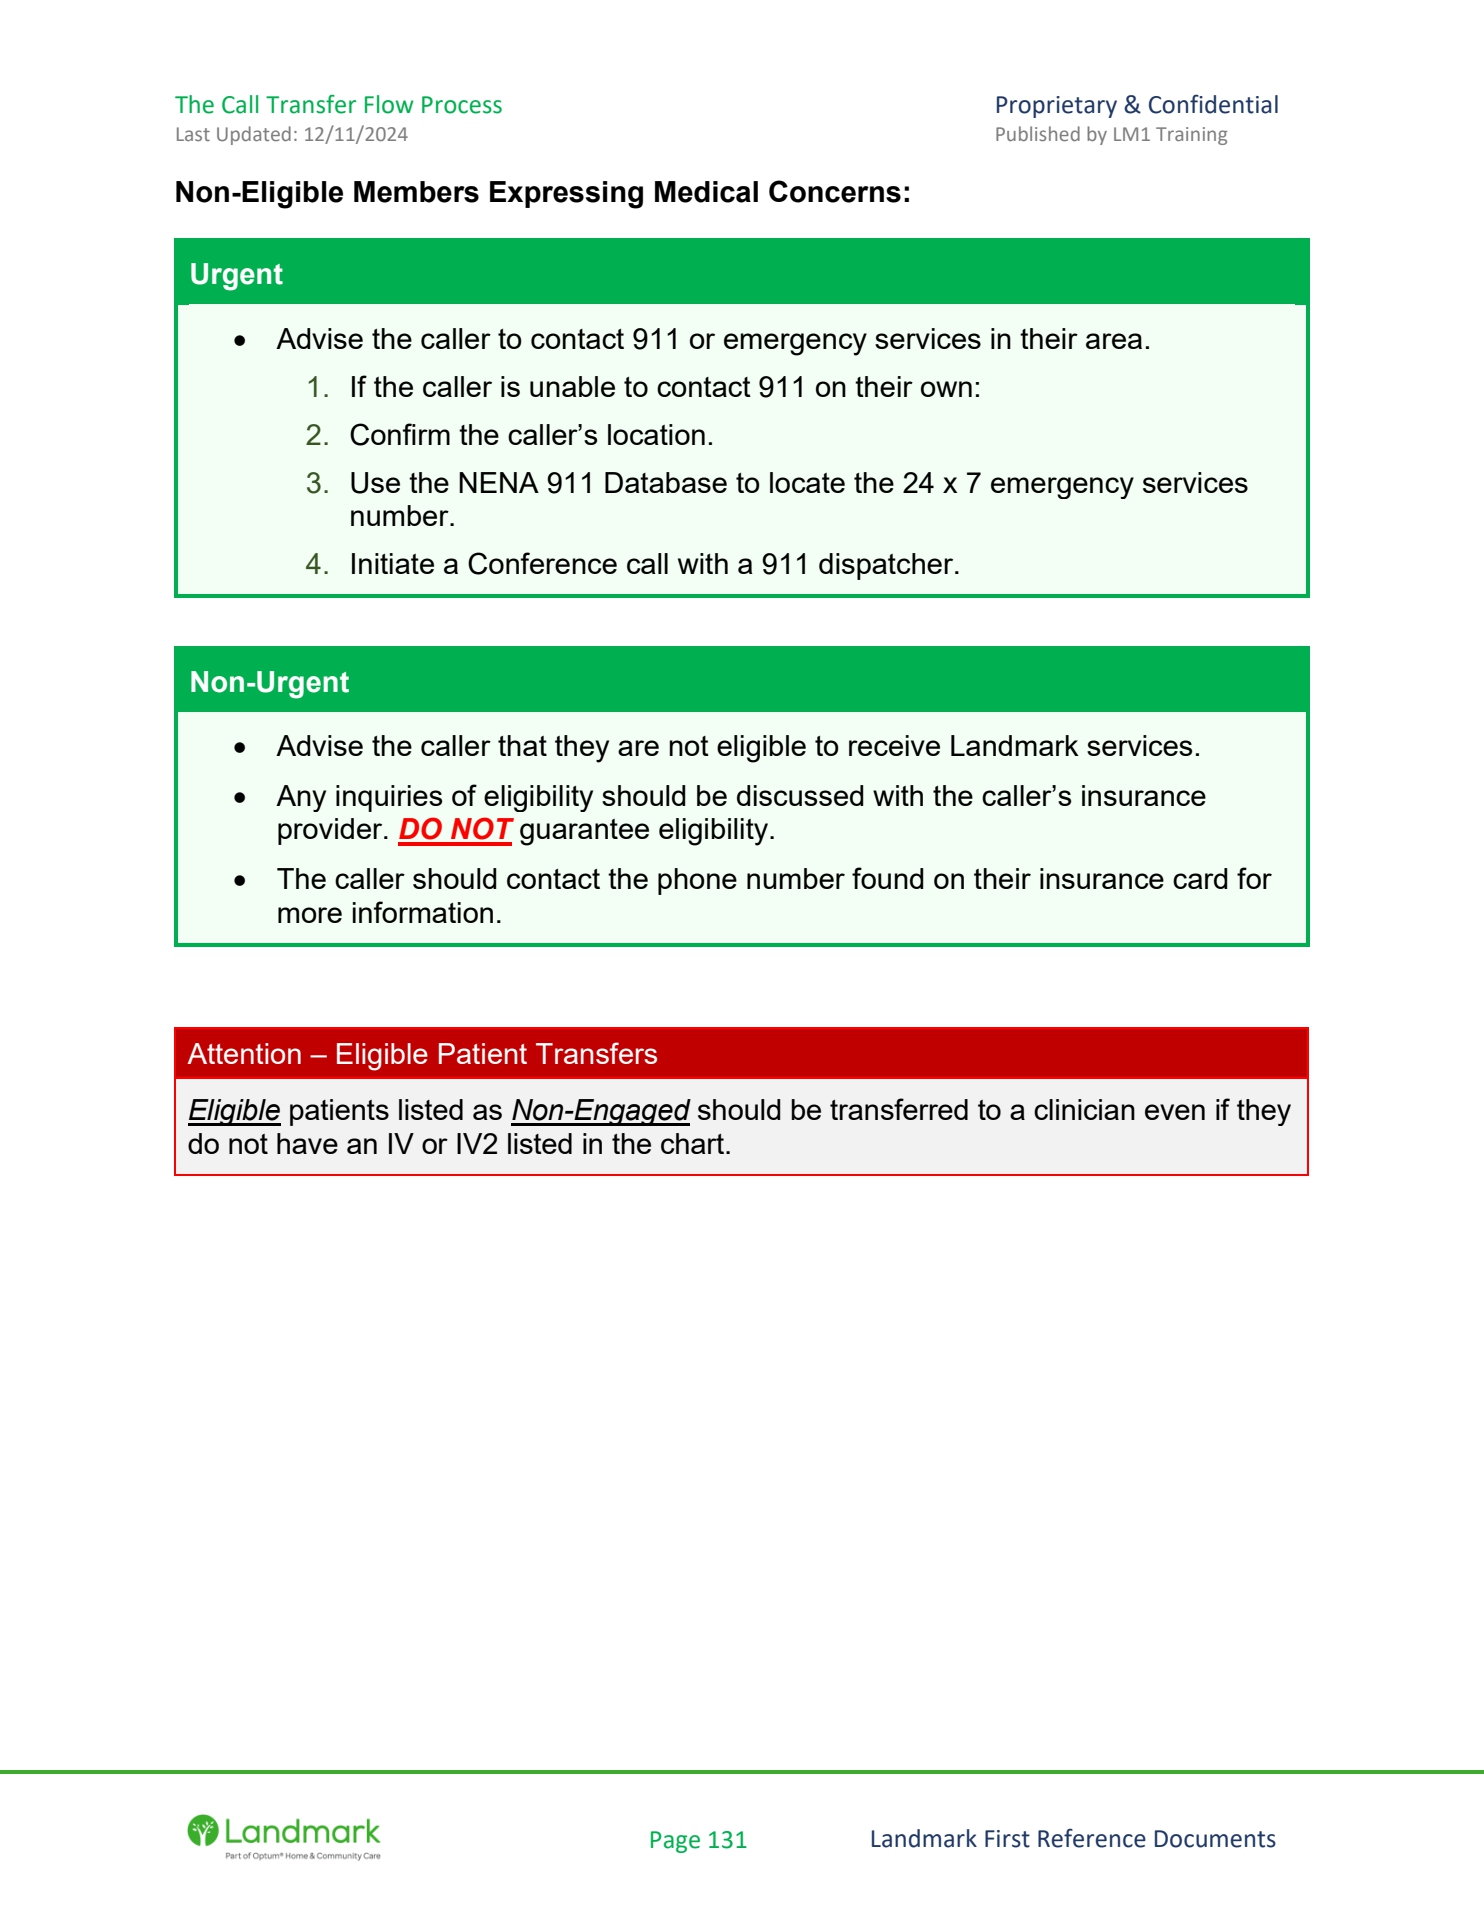 The Call Transfer Flow Process
Proprietary & Confidential
Last Updated: 12/11/2024
Published by LM1 Training
Non-Eligible Members Expressing Medical Concerns:
Urgent
• Advise the caller to contact 911 or emergency services in their area.
1. If the caller is unable to contact 911 on their own:
2. Confirm the caller’s location.
3. Use the NENA 911 Database to locate the 24 x 7 emergency services
number.
4. Initiate a Conference call with a 911 dispatcher.
Non-Urgent
• Advise the caller that they are not eligible to receive Landmark services.
• Any inquiries of eligibility should be discussed with the caller’s insurance
provider. DO NOT guarantee eligibility.
• The caller should contact the phone number found on their insurance card for
more information.
Attention – Eligible Patient Transfers
Eligible patients listed as Non-Engaged should be transferred to a clinician even if they
do not have an IV or IV2 listed in the chart.
Landmark
Part of Optum® Home & Community Care
Page 131
Landmark First Reference Documents